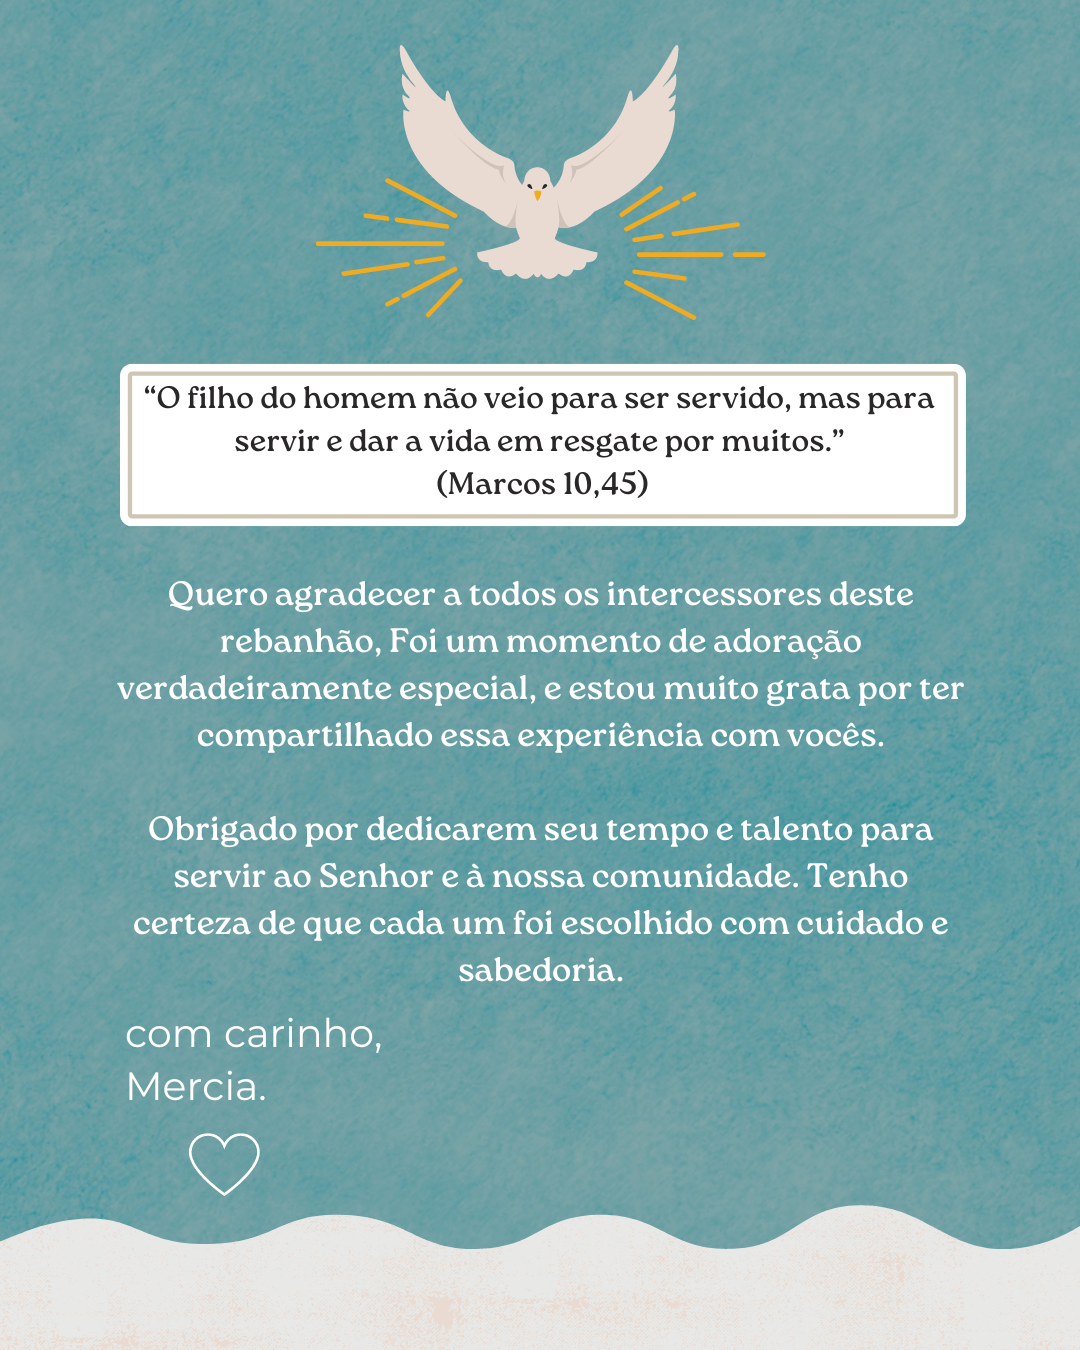 “O filho do homem não veio para ser servido, mas para
servir e dar a vida em resgate por muitos.”
(Marcos 10,45)
Quero agradecer a todos os intercessores deste
rebanhão, Foi um momento de adoração
verdadeiramente especial, e estou muito grata por ter
compartilhado essa experiência com vocês.
Obrigado por dedicarem seu tempo e talento para
servir ao Senhor e à nossa comunidade. Tenho
certeza de que cada um foi escolhido com cuidado e
sabedoria.
com carinho,
Mercia.